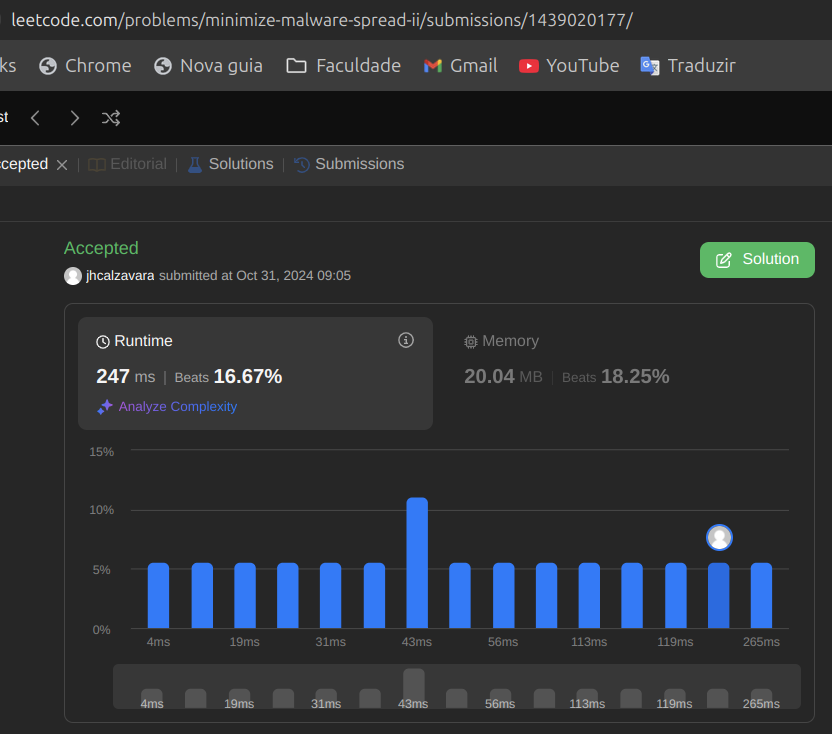 leetcode.com/problems/minimize-malware-spread-ii/submissions/1439020177/
ks Chrome Nova guia Faculdade Gmail YouTube Traduzir
st
ccepted × | Editorial | Solutions | Submissions
Accepted
jhcalzavara submitted at Oct 31, 2024 09:05
Solution
Runtime
247 ms | Beats 16.67%
Analyze Complexity
Memory
20.04 MB | Beats 18.25%
15%
10%
5%
0%
4ms 19ms 31ms 43ms 56ms 113ms 119ms 265ms
4ms 19ms 31ms 43ms 56ms 113ms 119ms 265ms